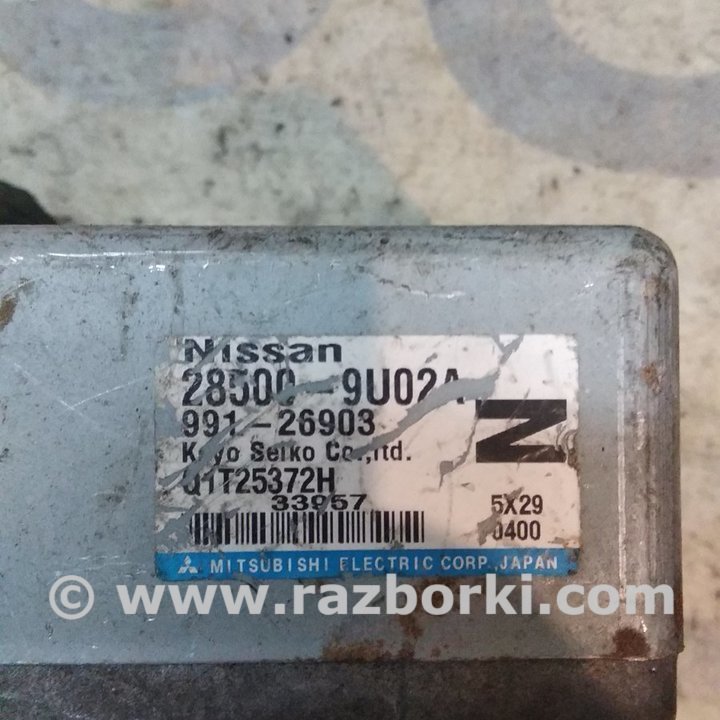 Nissan
28500-9U02A
991-26903
Koyo Seiko Co.,ltd.
Q1T25372H
33957
N
5X29
0400
MITSUBISHI ELECTRIC CORP.,JAPAN
© www.razborki.com